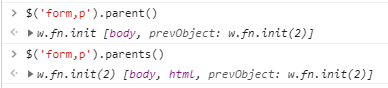 > $('form,p').parent()
<· ▶w.fn.init [body, prevObject: w.fn.init(2)]
> $('form,p').parents()
<· ▶w.fn.init(2) [body, html, prevObject: w.fn.init(2)]